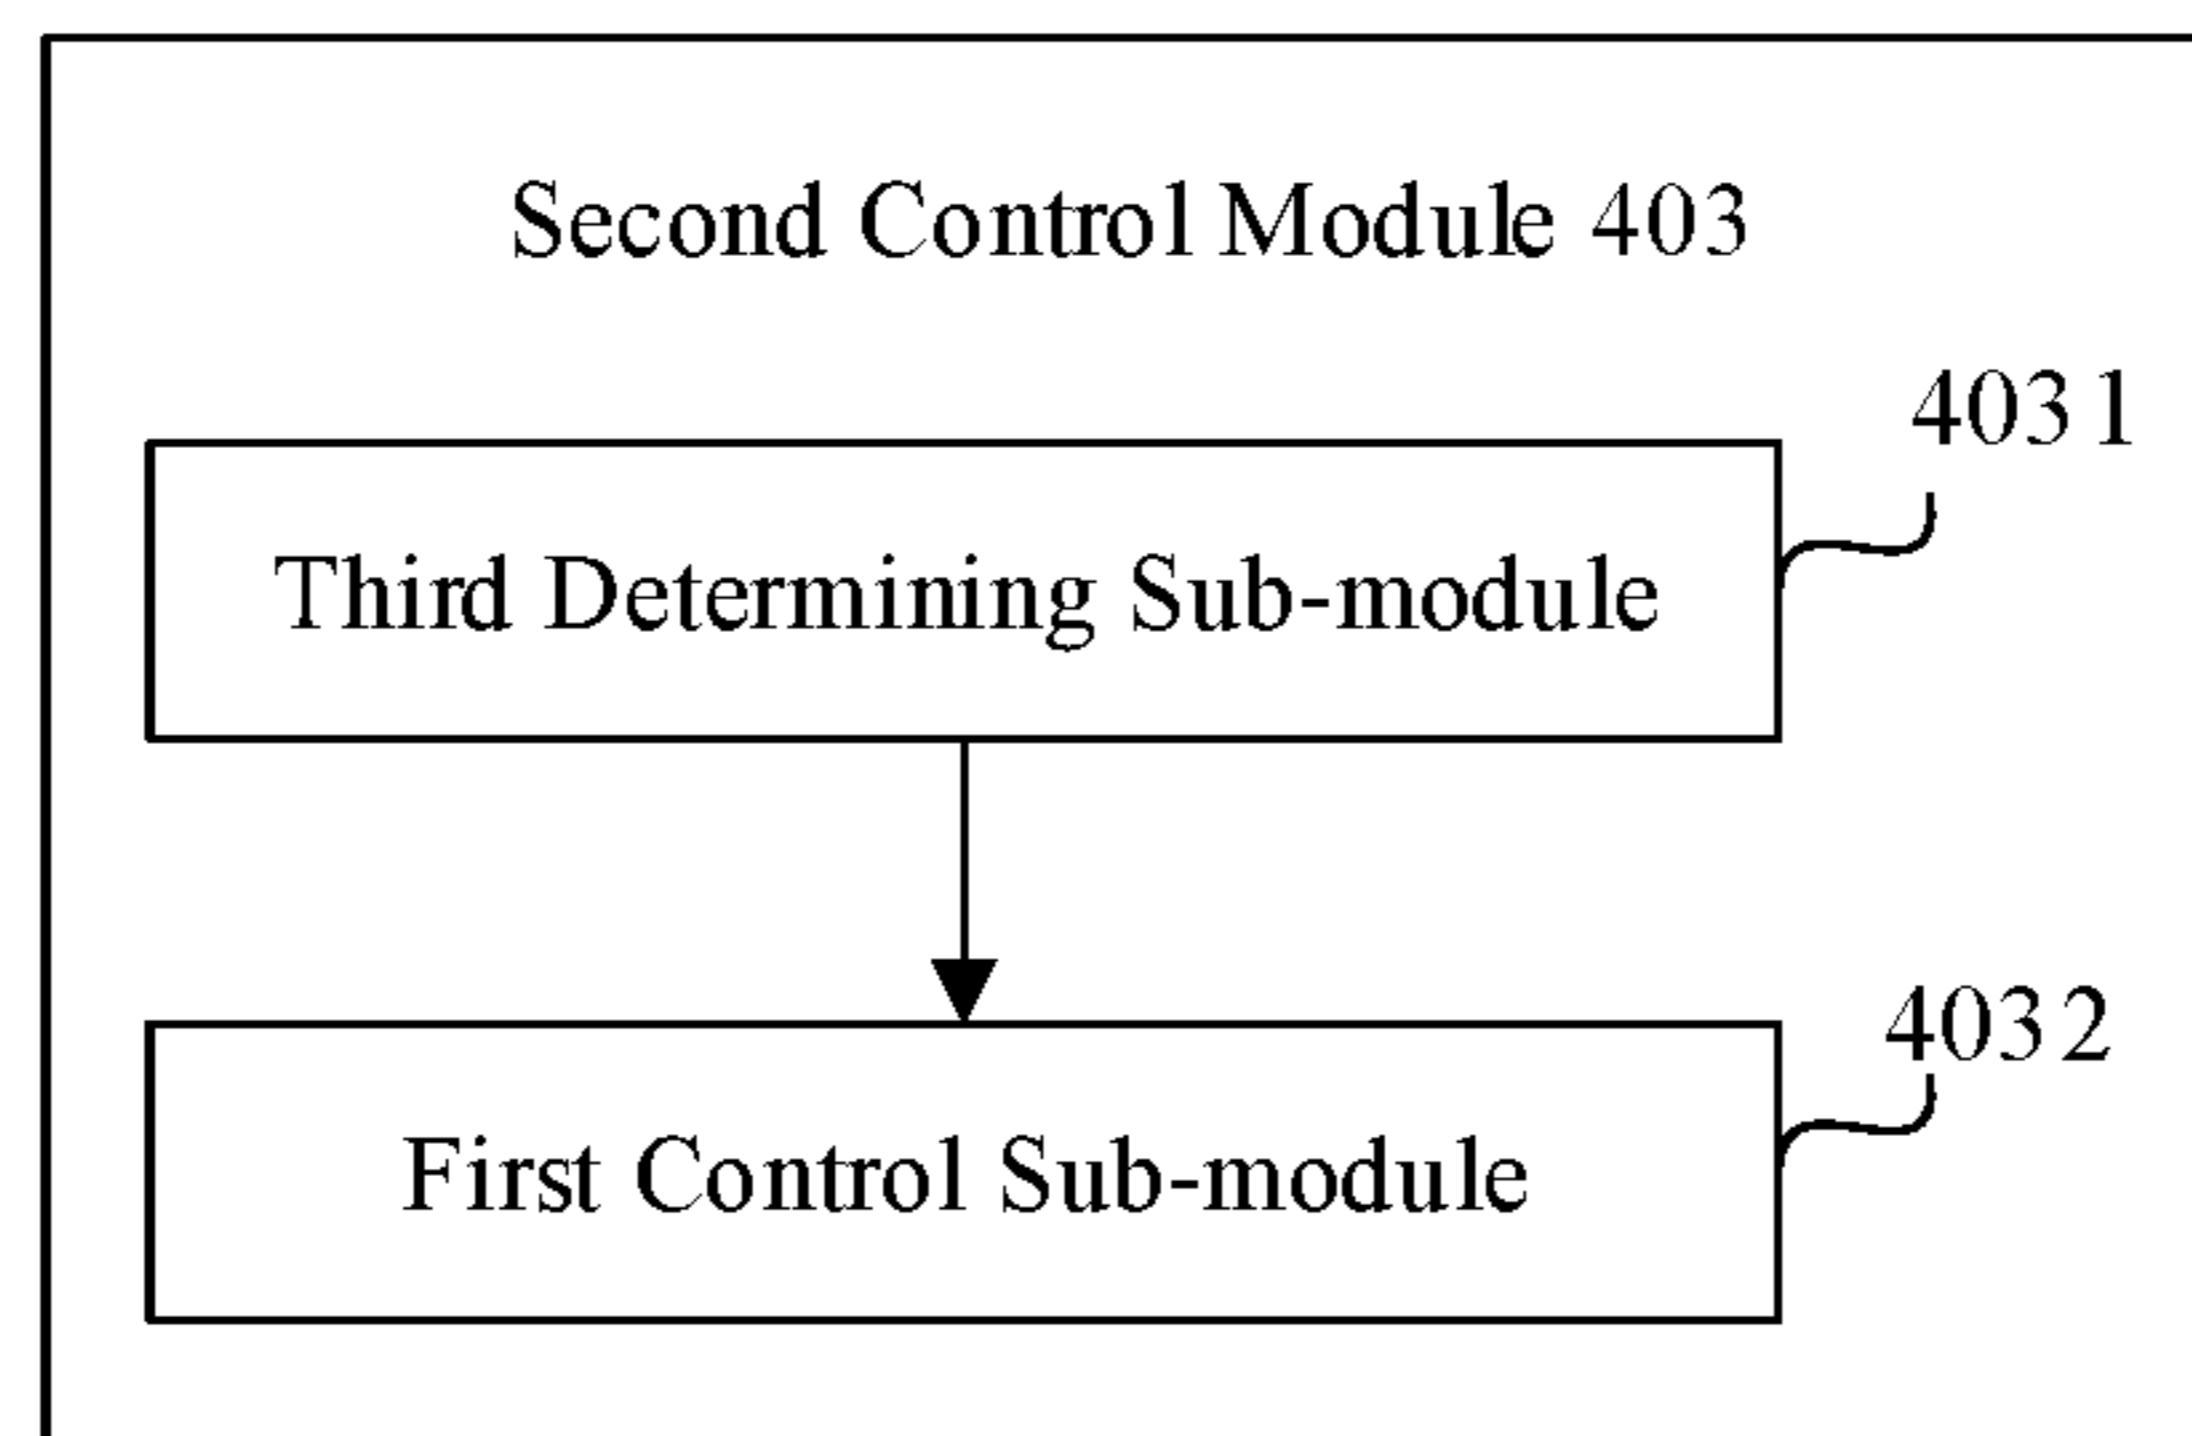 Second Control Module 403
4031
Third Determining Sub-module
4032
First Control Sub-module